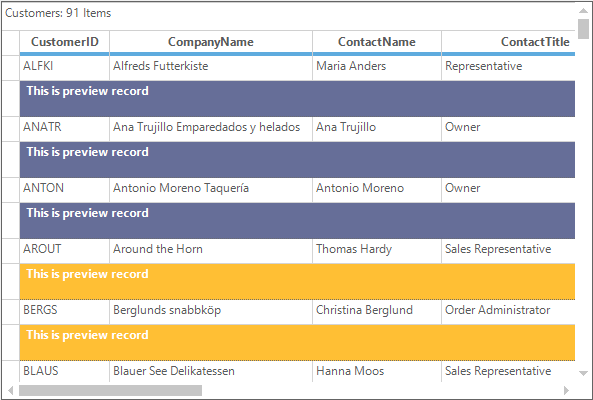 Customers: 91 Items
CustomerID CompanyName ContactName ContactTitle
ALFKI Alfreds Futterkiste Maria Anders Representative
This is preview record
ANATR Ana Trujillo Emparedados y helados Ana Trujillo Owner
This is preview record
ANTON Antonio Moreno Taquería Antonio Moreno Owner
This is preview record
AROUT Around the Horn Thomas Hardy Sales Representative
This is preview record
BERGS Berglunds snabbköp Christina Berglund Order Administrator
This is preview record
BLAUS Blauer See Delikatessen Hanna Moos Sales Representative